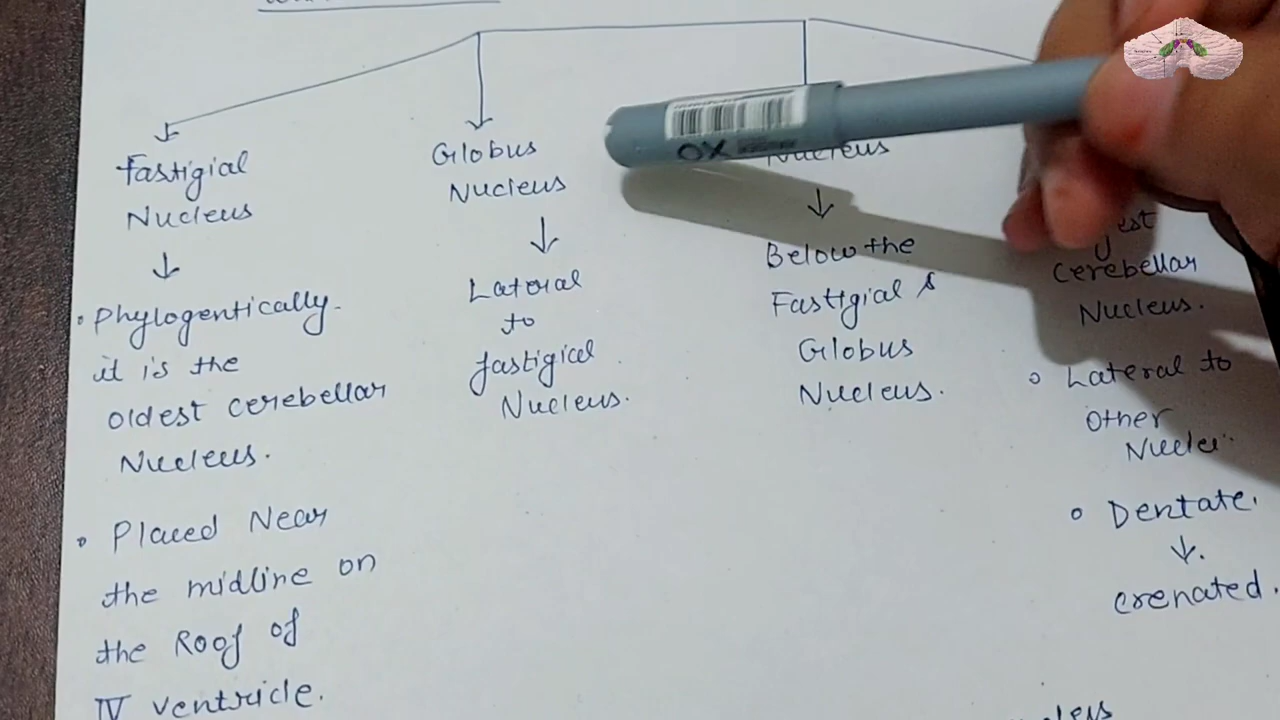 Fastigial
Nucleus
Phylogentically
it is the
oldest cerebellar
Nucleus.
Placed Near
the midline on
the Roof of
IV ventricle.
Globus
Nucleus
Lateral
to
fastigial
Nucleus.
OX
Nucleus
Below the
Fastigial &
Globus
Nucleus.
cerebellar
Nucleus.
Lateral to
other
Nuclei.
Dentate.
crenated.